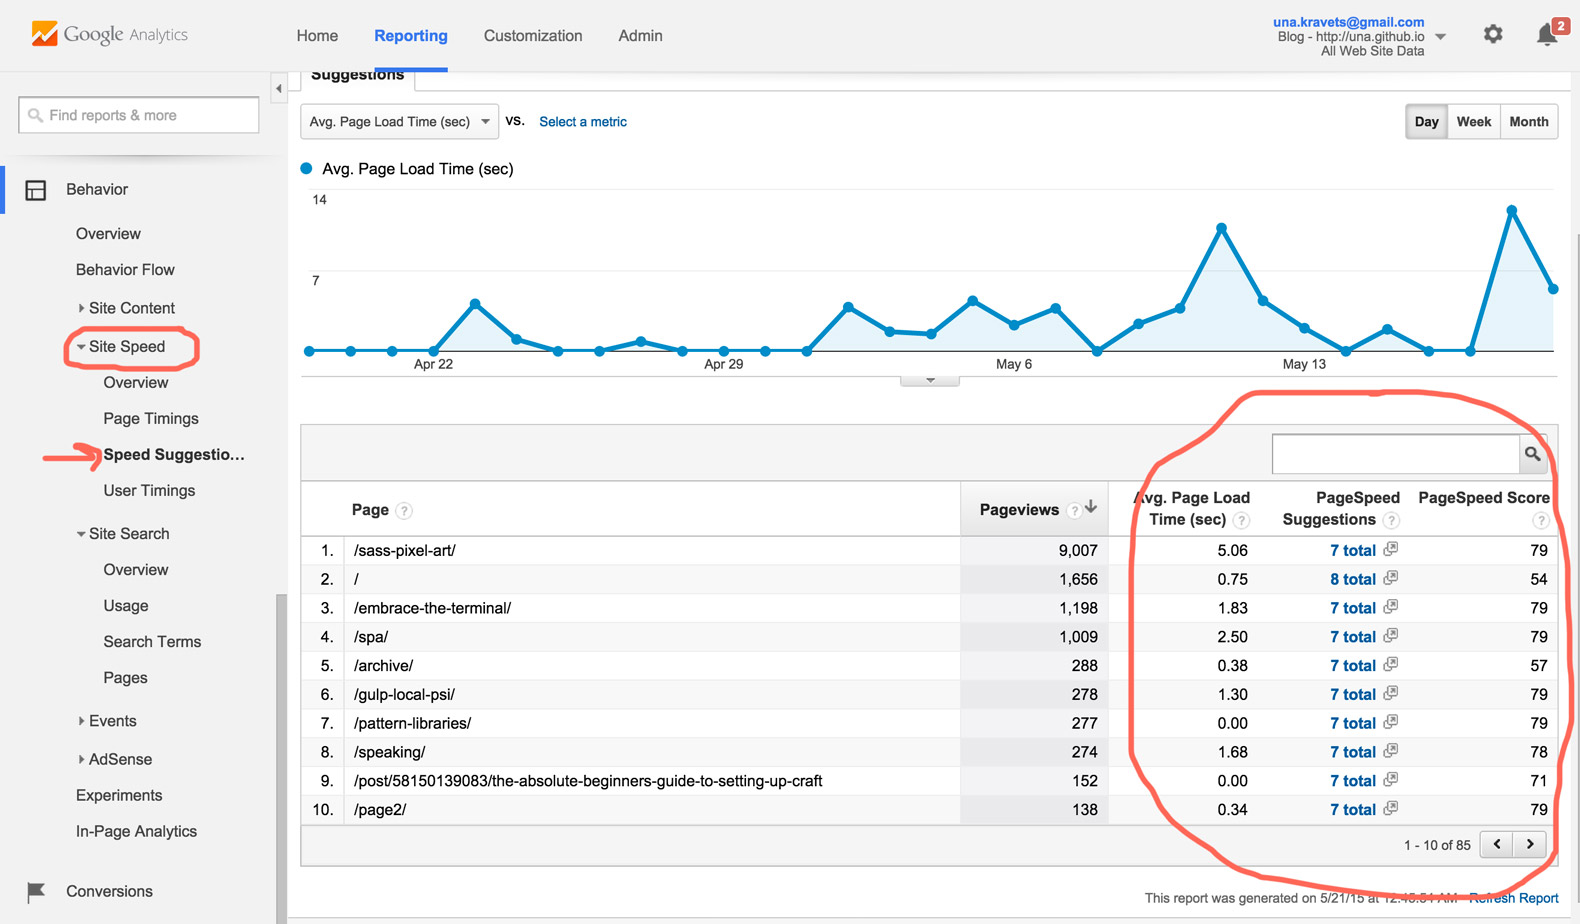 Google Analytics
Home Reporting Customization Admin
una.kravets@gmail.com
Blog - http://una.github.io
All Web Site Data
2
Find reports & more
Behavior
Overview
Behavior Flow
Site Content
Site Speed
Overview
Page Timings
Speed Suggestio...
User Timings
Site Search
Overview
Usage
Search Terms
Pages
Events
AdSense
Experiments
In-Page Analytics
Conversions
Suggestions
Avg. Page Load Time (sec) vs. Select a metric
Day Week Month
Avg. Page Load Time (sec)
14
7
Apr 22 Apr 29 May 6 May 13
Page ? Pageviews ? Avg. Page Load Time (sec) ? PageSpeed Suggestions ? PageSpeed Score ?
1. /sass-pixel-art/ 9,007 5.06 7 total 79
2. / 1,656 0.75 8 total 54
3. /embrace-the-terminal/ 1,198 1.83 7 total 79
4. /spa/ 1,009 2.50 7 total 79
5. /archive/ 288 0.38 7 total 57
6. /gulp-local-psi/ 278 1.30 7 total 79
7. /pattern-libraries/ 277 0.00 7 total 79
8. /speaking/ 274 1.68 7 total 78
9. /post/58150139083/the-absolute-beginners-guide-to-setting-up-craft 152 0.00 7 total 71
10. /page2/ 138 0.34 7 total 79
1 - 10 of 85
This report was generated on 5/21/15 at AM Refresh Report